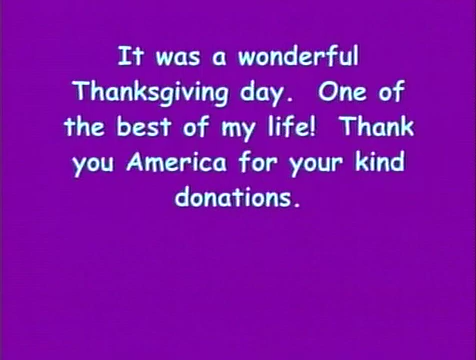 It was a wonderful
Thanksgiving day.  One of
the best of my life!  Thank
you America for your kind
donations.